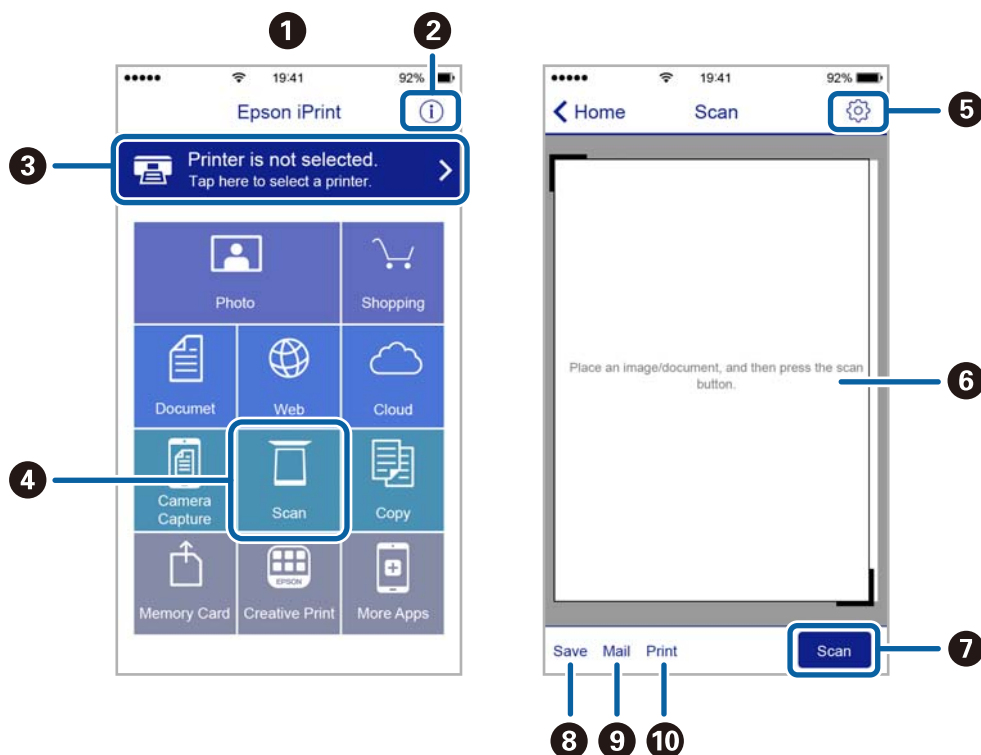 1
2
19:41
92%
Epson iPrint
i
3
Printer is not selected.
Tap here to select a printer.
Photo
Shopping
Documet
Web
Cloud
4
Camera
Capture
Scan
Copy
EPSON
Memory Card
Creative Print
More Apps
19:41
92%
Home
Scan
5
Place an image/document, and then press the scan
button.
6
Save
Mail
Print
Scan
7
8
9
10